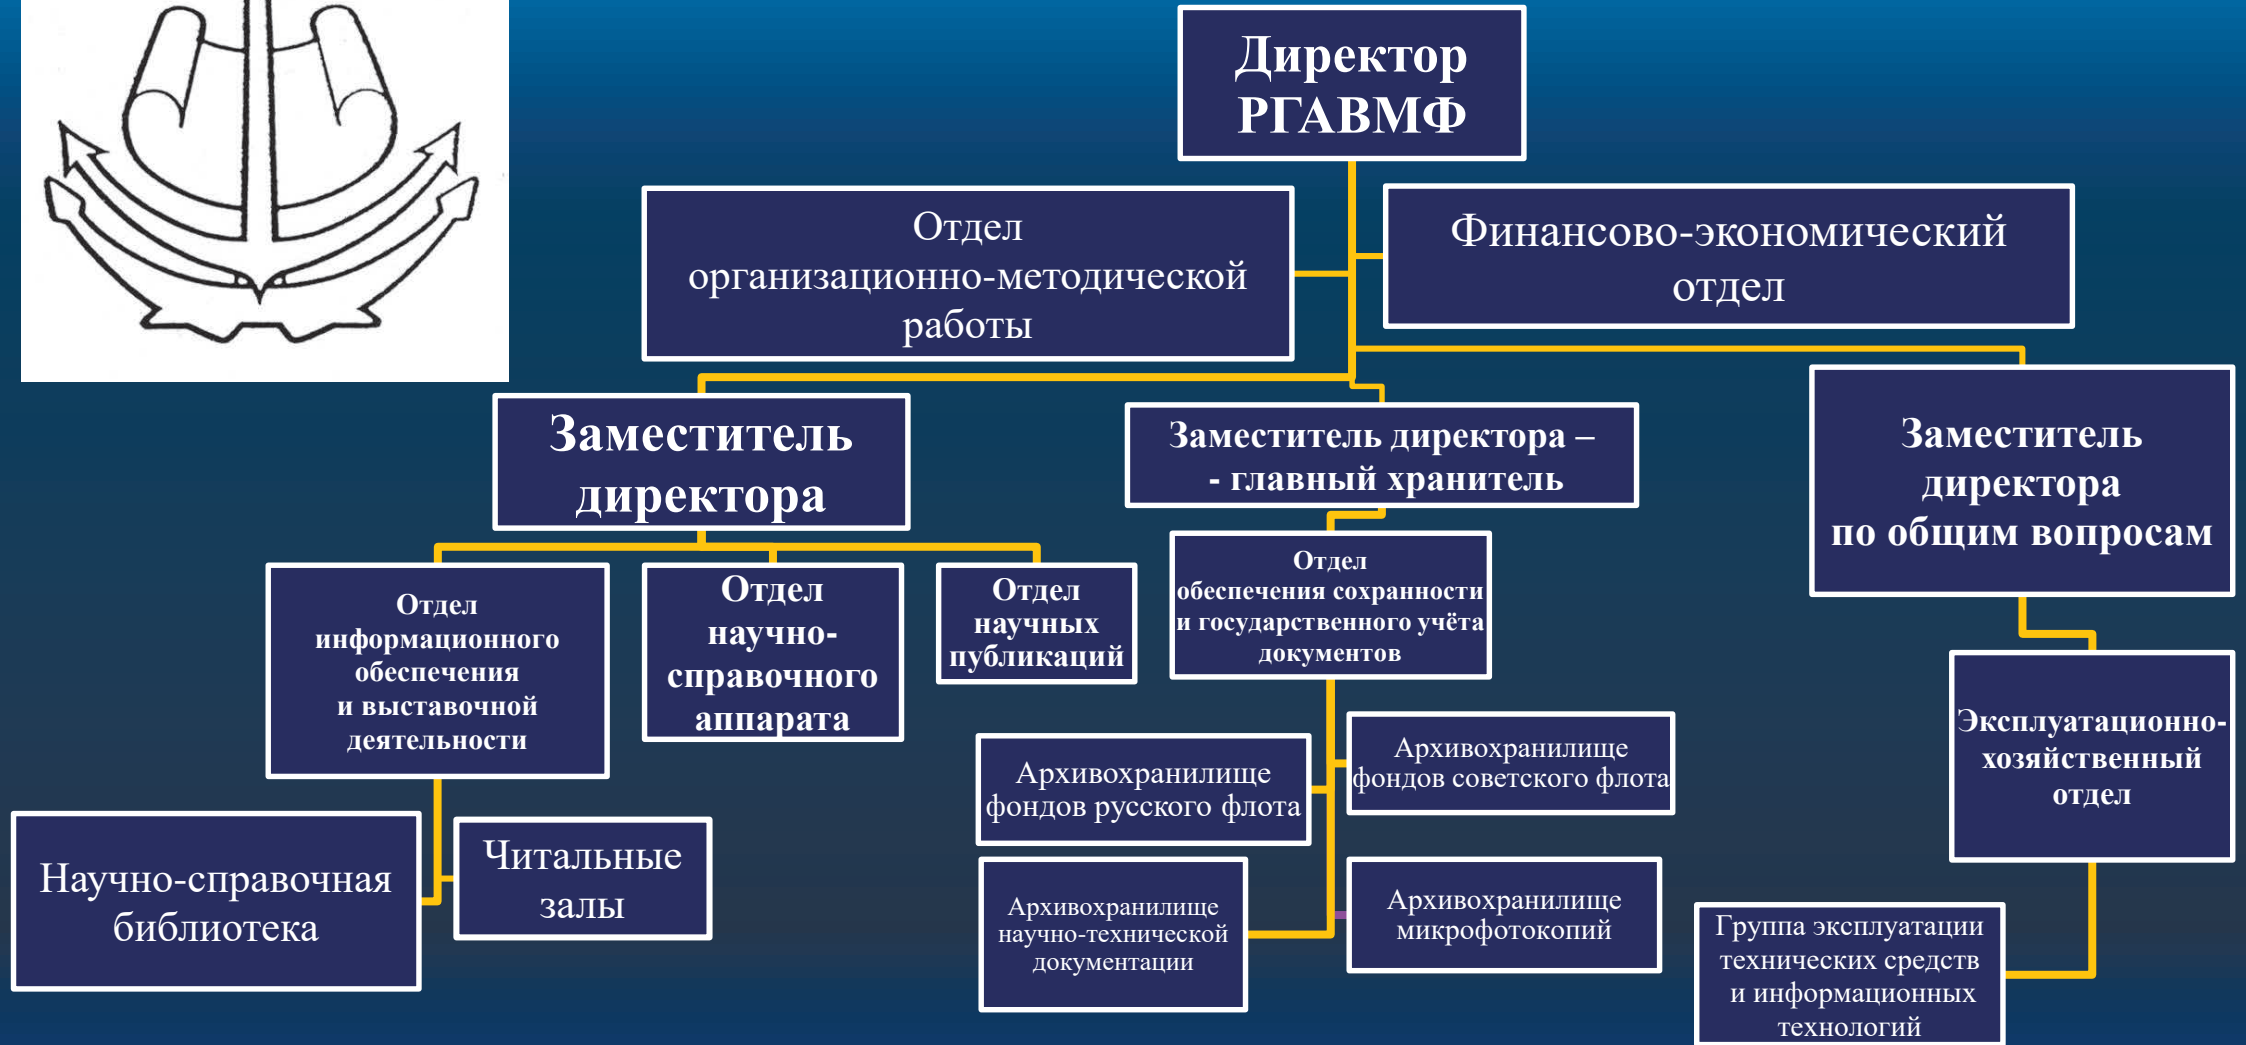 Директор
РГАВМФ
Отдел
организационно-методической
работы
Финансово-экономический
отдел
Заместитель
директора
Заместитель директора –
- главный хранитель
Заместитель
директора
по общим вопросам
Отдел
информационного
обеспечения
и выставочной
деятельности
Отдел
научно-
справочного
аппарата
Отдел
научных
публикаций
Отдел
обеспечения сохранности
и государственного учёта
документов
Эксплуатационно-
хозяйственный
отдел
Научно-справочная
библиотека
Читальные
залы
Архивохранилище
фондов русского флота
Архивохранилище
фондов советского флота
Архивохранилище
научно-технической
документации
Архивохранилище
микрофотокопий
Группа эксплуатации
технических средств
и информационных
технологий